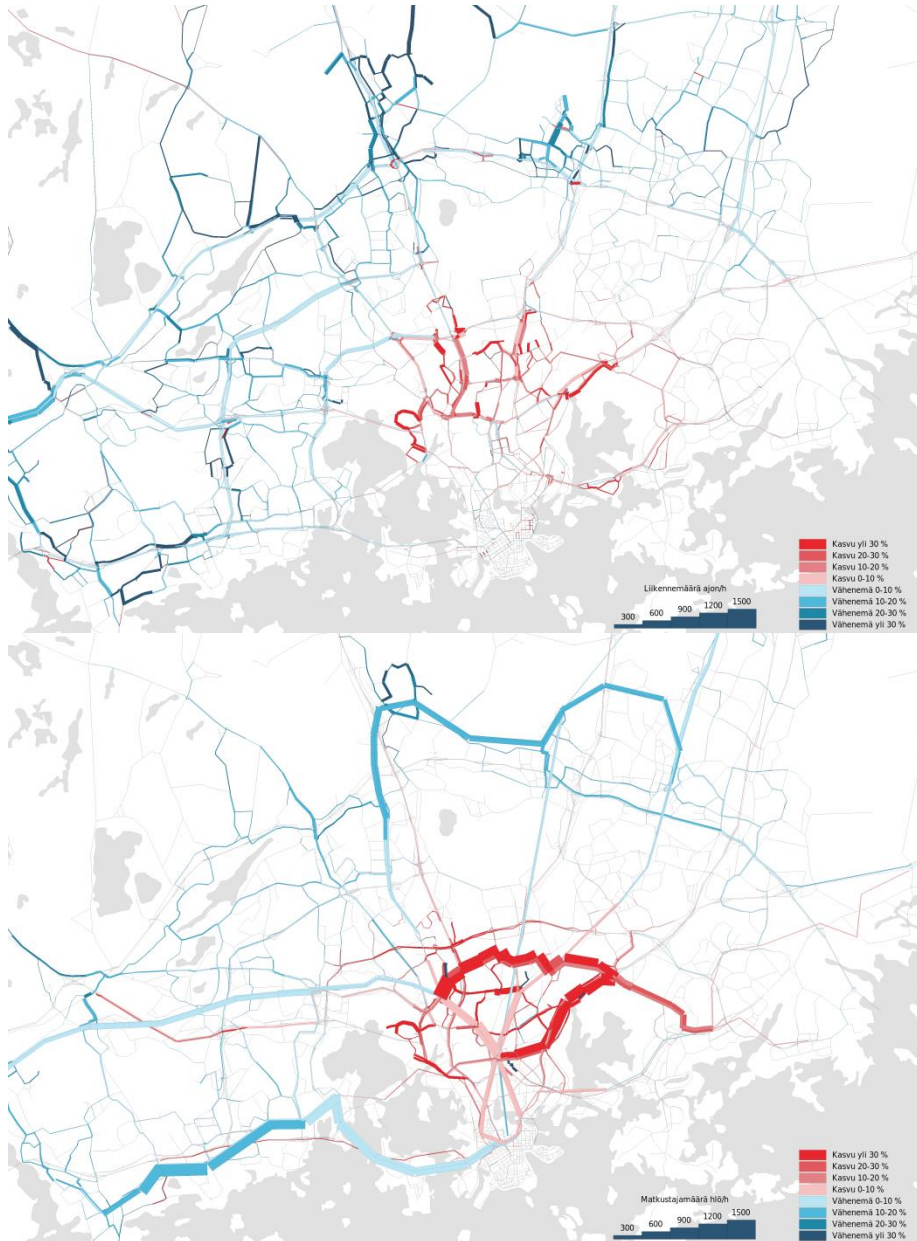 Kasvu yli 30 %
Kasvu 20-30 %
Kasvu 10-20 %
Kasvu 0-10 %
Vähenemä 0-10 %
Vähenemä 10-20 %
Vähenemä 20-30 %
Vähenemä yli 30 %
Liikennemäärä ajon/h
300 600 900 1200 1500
Kasvu yli 30 %
Kasvu 20-30 %
Kasvu 10-20 %
Kasvu 0-10 %
Vähenemä 0-10 %
Vähenemä 10-20 %
Vähenemä 20-30 %
Vähenemä yli 30 %
Matkustajamäärä hlö/h
300 600 900 1200 1500